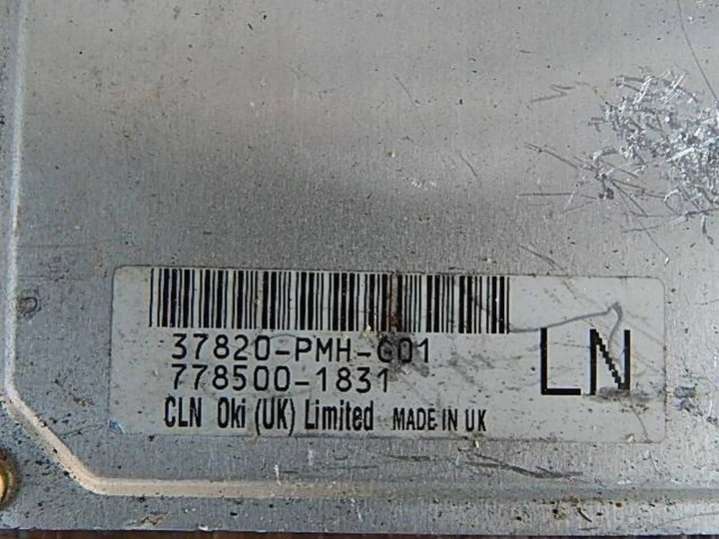 37820-PMH-G01
778500-1831
LN
CLN Oki (UK) Limited MADE IN UK